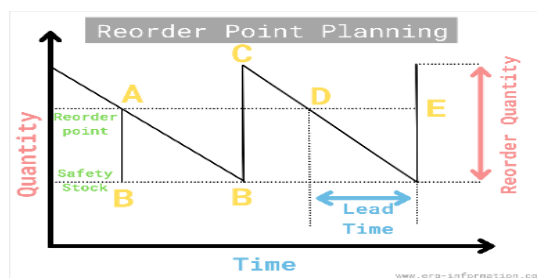 Reorder Point Planning
C
A
D
E
Reorder
point
Safety
Stock
B
B
Lead
Time
Quantity
Reorder Quantity
Time